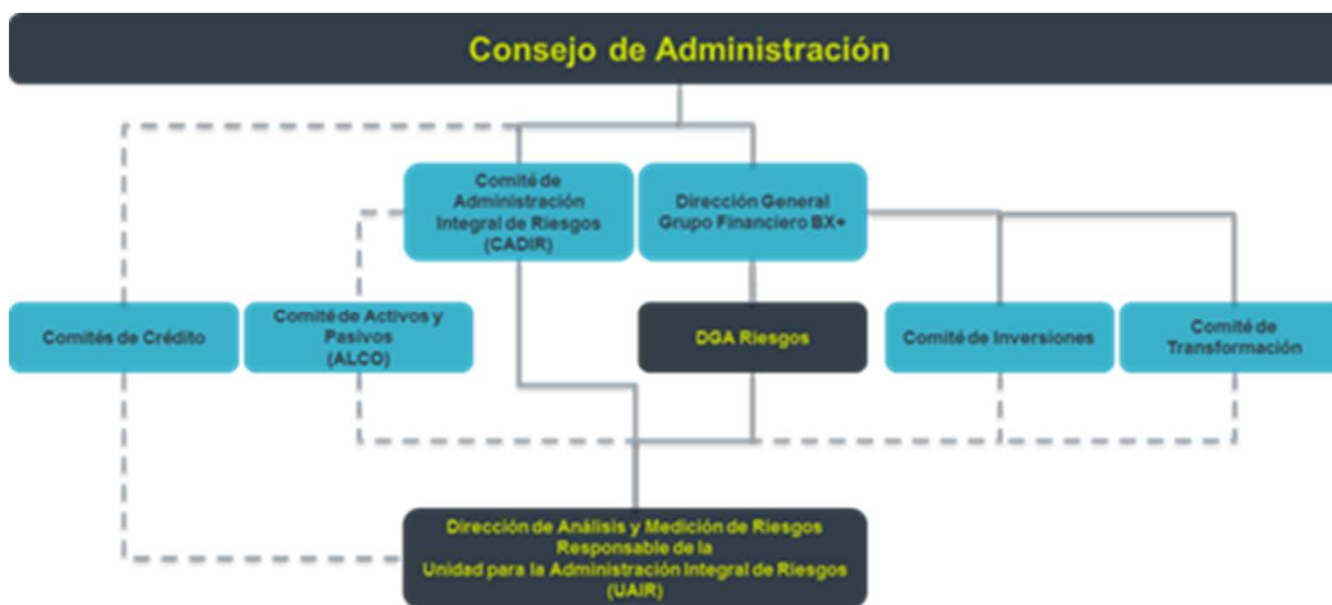 Consejo de Administración
Comité de
Administración
Integral de Riesgos
(CADIR)
Dirección General
Grupo Financiero BX+
Comités de Crédito
Comité de Activos y
Pasivos
(ALCO)
DGA Riesgos
Comité de Inversiones
Comité de
Transformación
Dirección de Análisis y Medición de Riesgos
Responsable de la
Unidad para la Administración Integral de Riesgos
(UAIR)